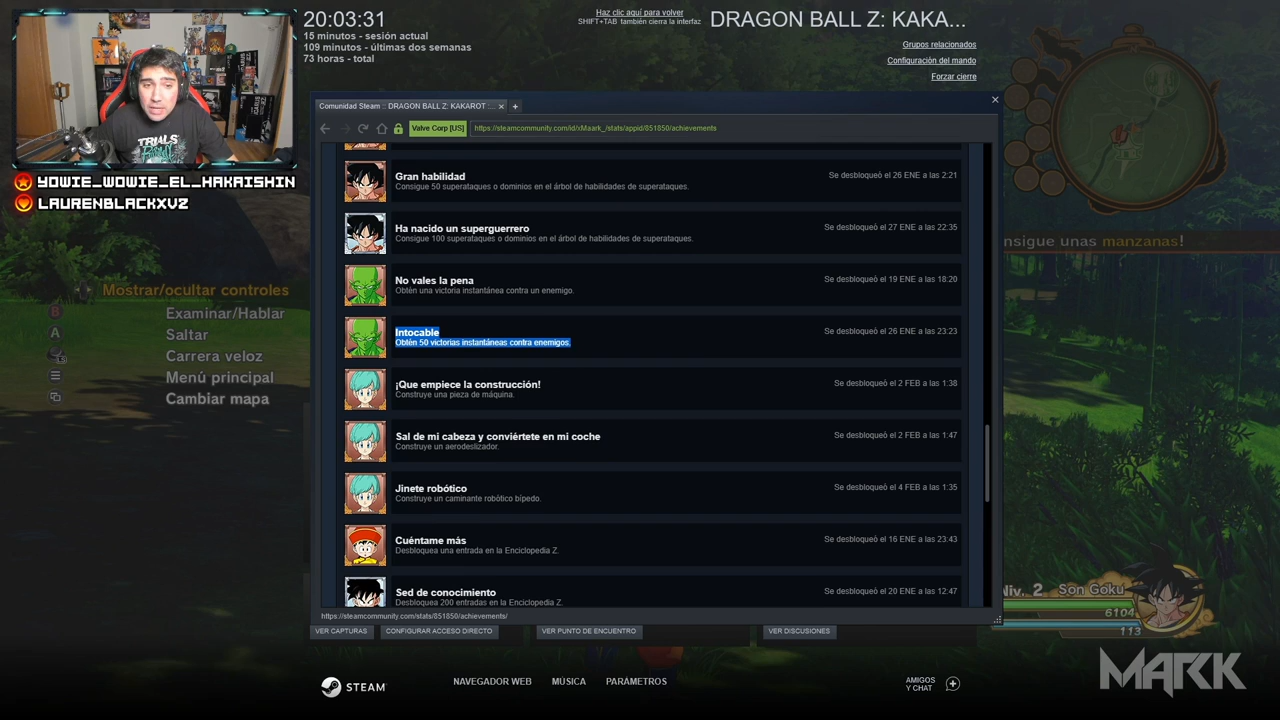 20:03:31
15 minutos - sesión actual
109 minutos - últimas dos semanas
73 horas - total
Haz clic aquí para volver
SHIFT+TAB también cierra la interfaz
DRAGON BALL Z: KAKA...
Grupos relacionados
Configuración del mando
Forzar cierre
TRIALS
YOWIE_WOWIE_EL_HAKAISHIN
LAURENBLACKXVZ
Comunidad Steam :: DRAGON BALL Z: KAKAROT :...
Valve Corp [US]
https://steamcommunity.com/id/xMaark_/stats/appid/851850/achievements
Gran habilidad
Consigue 50 superataques o dominios en el árbol de habilidades de superataques.
Se desbloqueó el 26 ENE a las 2:21
Ha nacido un superguerrero
Consigue 100 superataques o dominios en el árbol de habilidades de superataques.
Se desbloqueó el 27 ENE a las 22:35
No vales la pena
Obtén una victoria instantánea contra un enemigo.
Se desbloqueó el 19 ENE a las 18:20
Intocable
Obtén 50 victorias instantáneas contra enemigos.
Se desbloqueó el 26 ENE a las 23:23
¡Que empiece la construcción!
Construye una pieza de máquina.
Se desbloqueó el 2 FEB a las 1:38
Sal de mi cabeza y conviértete en mi coche
Construye un aerodeslizador.
Se desbloqueó el 2 FEB a las 1:47
Jinete robótico
Construye un caminante robótico bípedo.
Se desbloqueó el 4 FEB a las 1:35
Cuéntame más
Desbloquea una entrada en la Enciclopedia Z.
Se desbloqueó el 16 ENE a las 23:43
Sed de conocimiento
Desbloquea 200 entradas en la Enciclopedia Z.
Se desbloqueó el 20 ENE a las 12:47
https://steamcommunity.com/stats/851850/achievements/
Mostrar/ocultar controles
B
Examinar/Hablar
A
Saltar
Carrera veloz
Menú principal
Cambiar mapa
nsigue unas manzanas!
Niv. 2 Son Goku
6104
113
VER CAPTURAS
CONFIGURAR ACCESO DIRECTO
VER PUNTO DE ENCUENTRO
VER DISCUSIONES
STEAM
NAVEGADOR WEB
MÚSICA
PARÁMETROS
AMIGOS
Y CHAT
MARK